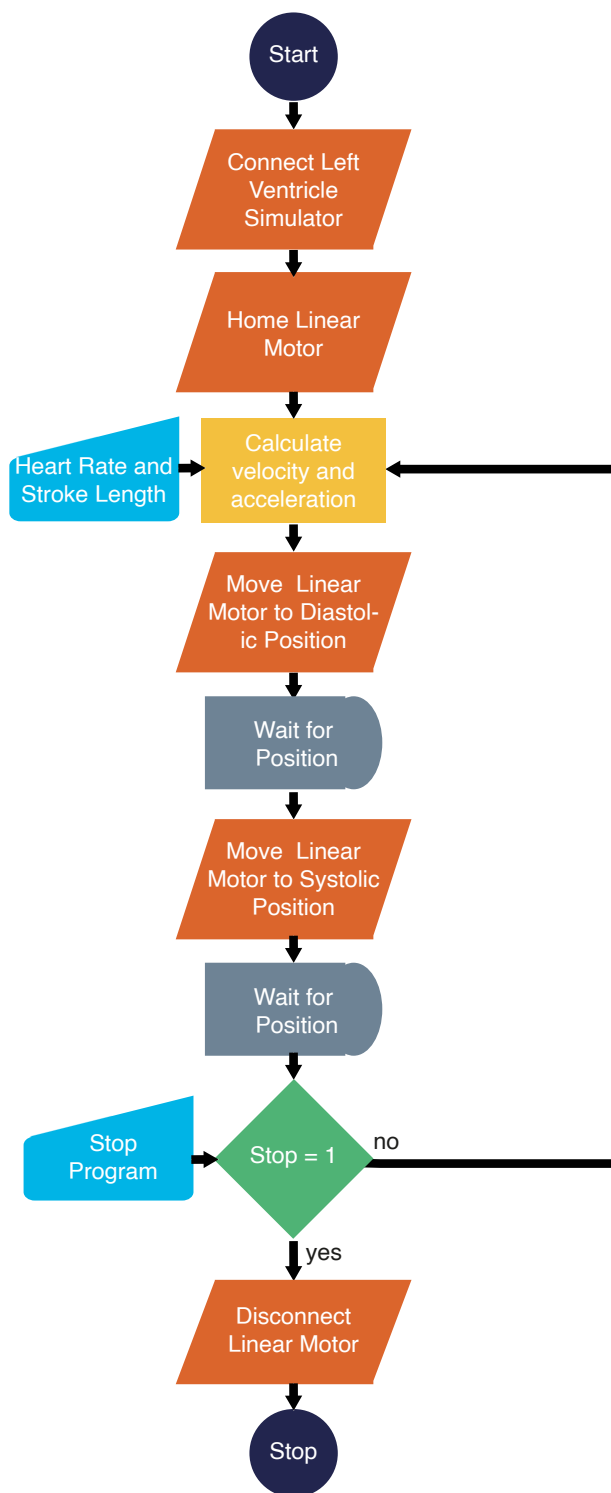 Start
Connect Left
Ventricle
Simulator
Home Linear
Motor
Heart Rate and
Stroke Length
Calculate
velocity and
acceleration
Move Linear
Motor to Diastol-
ic Position
Wait for
Position
Move Linear
Motor to Systolic
Position
Wait for
Position
Stop
Program
Stop = 1
no
yes
Disconnect
Linear Motor
Stop